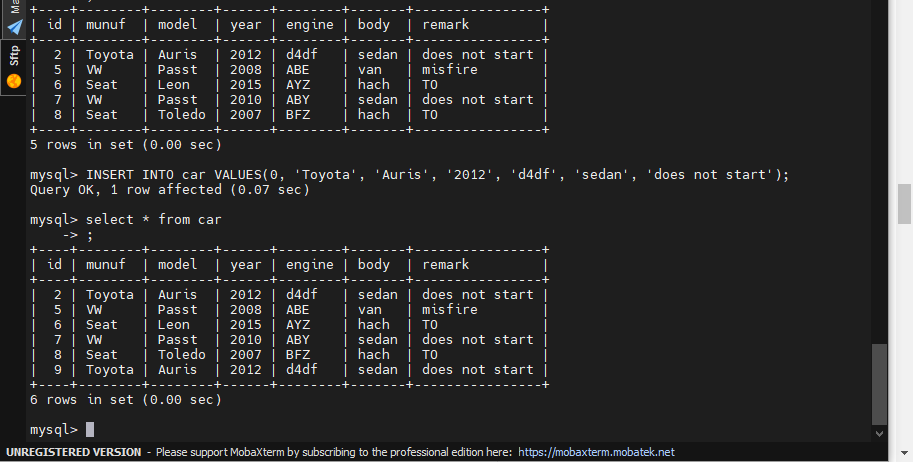 Ma
Sftp
+----+--------+--------+------+--------+-------+----------------+
| id | munuf  | model  | year | engine | body  | remark         |
+----+--------+--------+------+--------+-------+----------------+
|  2 | Toyota | Auris  | 2012 | d4df   | sedan | does not start |
|  5 | VW     | Passt  | 2008 | ABE    | van   | misfire        |
|  6 | Seat   | Leon   | 2015 | AYZ    | hach  | TO             |
|  7 | VW     | Passt  | 2010 | ABY    | sedan | does not start |
|  8 | Seat   | Toledo | 2007 | BFZ    | hach  | TO             |
+----+--------+--------+------+--------+-------+----------------+
5 rows in set (0.00 sec)
mysql> INSERT INTO car VALUES(0, 'Toyota', 'Auris', '2012', 'd4df', 'sedan', 'does not start');
Query OK, 1 row affected (0.07 sec)
mysql> select * from car
    -> ;
+----+--------+--------+------+--------+-------+----------------+
| id | munuf  | model  | year | engine | body  | remark         |
+----+--------+--------+------+--------+-------+----------------+
|  2 | Toyota | Auris  | 2012 | d4df   | sedan | does not start |
|  5 | VW     | Passt  | 2008 | ABE    | van   | misfire        |
|  6 | Seat   | Leon   | 2015 | AYZ    | hach  | TO             |
|  7 | VW     | Passt  | 2010 | ABY    | sedan | does not start |
|  8 | Seat   | Toledo | 2007 | BFZ    | hach  | TO             |
|  9 | Toyota | Auris  | 2012 | d4df   | sedan | does not start |
+----+--------+--------+------+--------+-------+----------------+
6 rows in set (0.00 sec)
mysql>
UNREGISTERED VERSION - Please support MobaXterm by subscribing to the professional edition here: https://mobaxterm.mobatek.net